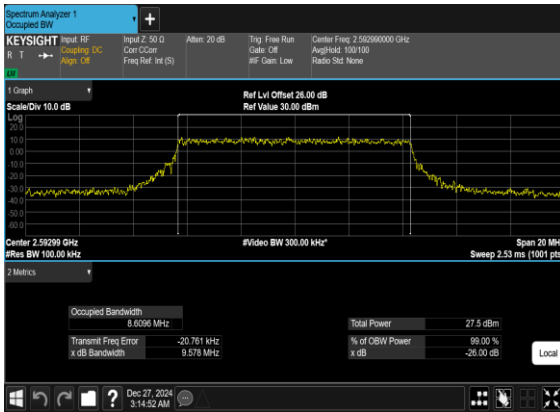 Spectrum Analyzer 1
Occupied BW
+
KEYSIGHT
R T
LW
Input: RF
Coupling: DC
Align: Off
Input Z: 50 Ω
Corr CCorr
Freq Ref: Int (S)
Atten: 20 dB
Trig: Free Run
Gate: Off
#IF Gain: Low
Center Freq: 2.592990000 GHz
Avg|Hold: 100/100
Radio Std: None
1 Graph
Scale/Div 10.0 dB
Ref Lvl Offset 26.00 dB
Ref Value 30.00 dBm
Log
20.0
10.0
0.00
-10.0
-20.0
-30.0
-40.0
-50.0
-60.0
Center 2.59299 GHz
#Res BW 100.00 kHz
#Video BW 300.00 kHz*
Span 20 MH
Sweep 2.53 ms (1001 pts
2 Metrics
Occupied Bandwidth
8.6096 MHz
Transmit Freq Error -20.761 kHz
x dB Bandwidth 9.578 MHz
Total Power 27.5 dBm
% of OBW Power 99.00 %
x dB -26.00 dB
Local
?
Dec 27, 2024
3:14:52 AM